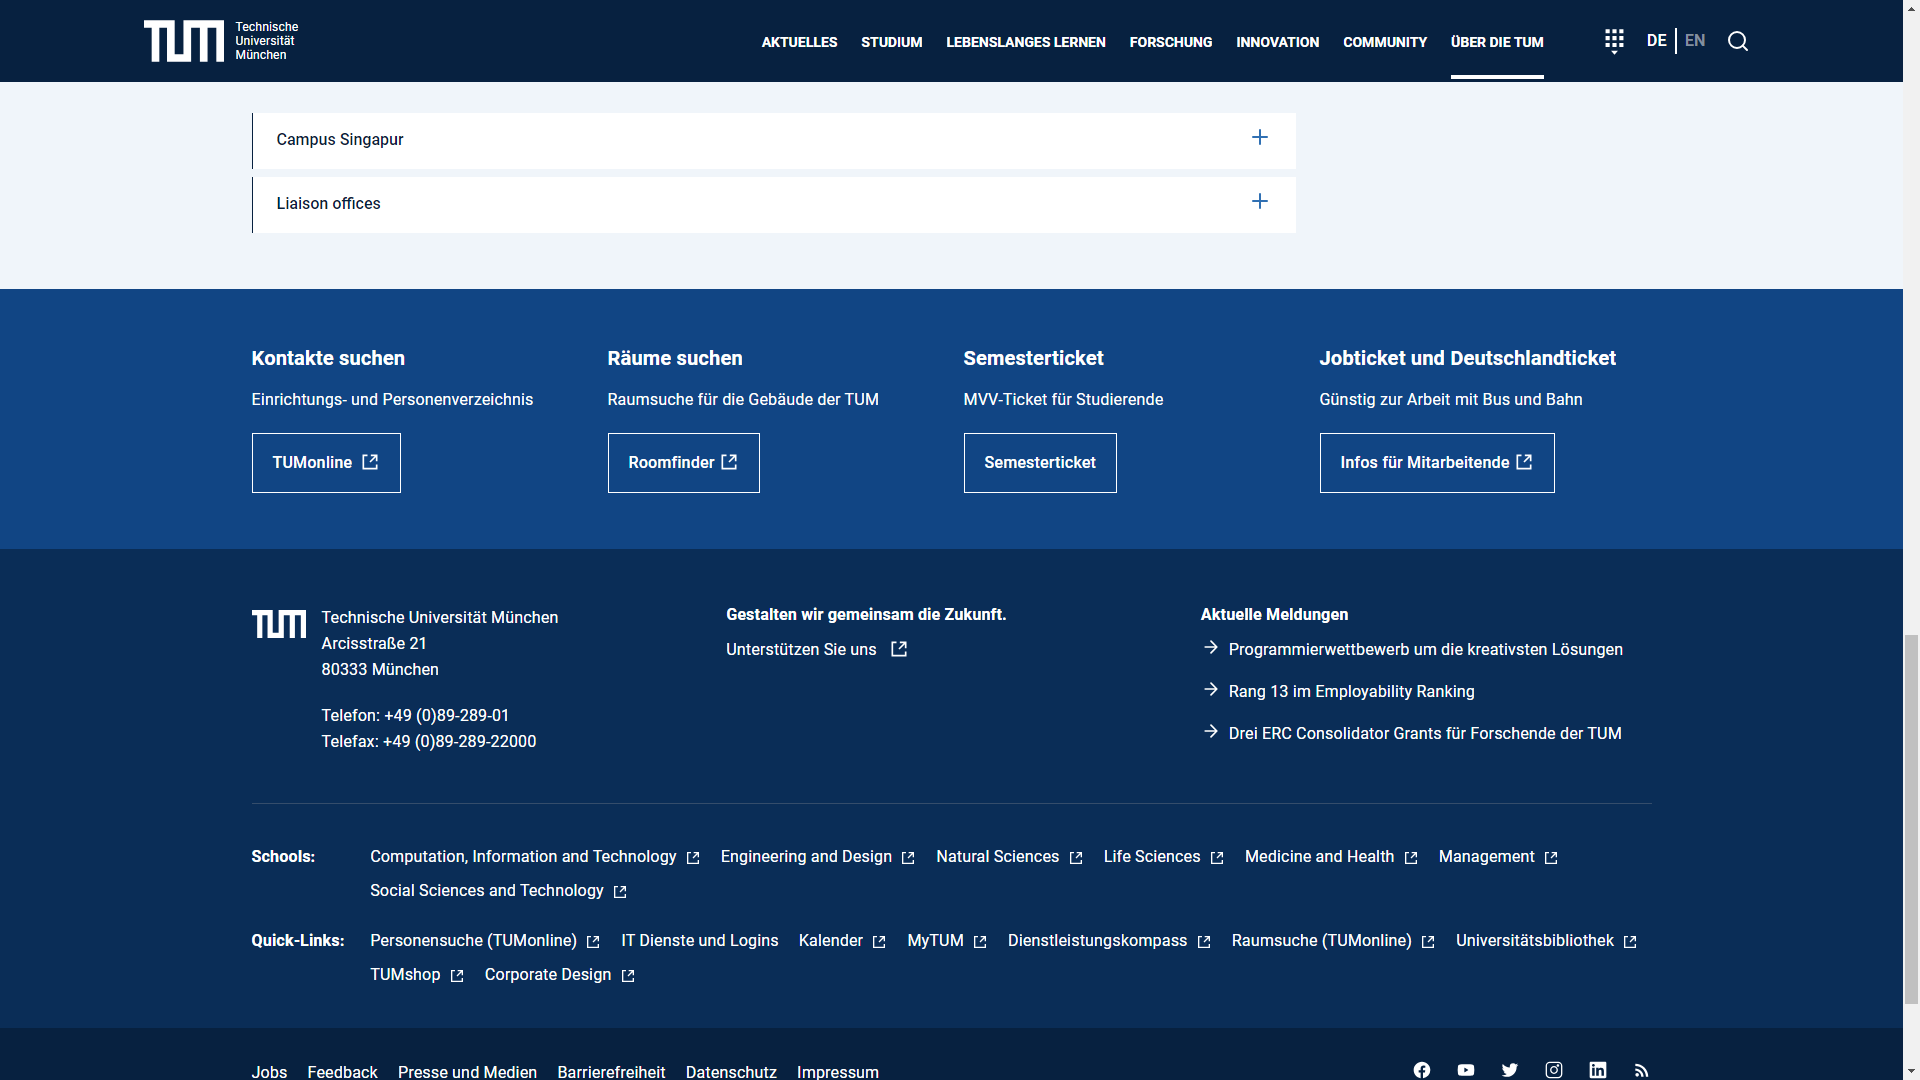 TUM Technische
Universität
München
AKTUELLES STUDIUM LEBENSLANGES LERNEN FORSCHUNG INNOVATION COMMUNITY ÜBER DIE TUM DE EN
Campus Singapur
Liaison offices
Kontakte suchen
Einrichtungs- und Personenverzeichnis
TUMonline
Räume suchen
Raumsuche für die Gebäude der TUM
Roomfinder
Semesterticket
MVV-Ticket für Studierende
Semesterticket
Jobticket und Deutschlandticket
Günstig zur Arbeit mit Bus und Bahn
Infos für Mitarbeitende
TUM Technische Universität München
Arcisstraße 21
80333 München
Telefon: +49 (0)89-289-01
Telefax: +49 (0)89-289-22000
Gestalten wir gemeinsam die Zukunft.
Unterstützen Sie uns
Aktuelle Meldungen
Programmierwettbewerb um die kreativsten Lösungen
Rang 13 im Employability Ranking
Drei ERC Consolidator Grants für Forschende der TUM
Schools: Computation, Information and Technology Engineering and Design Natural Sciences Life Sciences Medicine and Health Management
Social Sciences and Technology
Quick-Links: Personensuche (TUMonline) IT Dienste und Logins Kalender MyTUM Dienstleistungskompass Raumsuche (TUMonline) Universitätsbibliothek
TUMshop Corporate Design
Jobs Feedback Presse und Medien Barrierefreiheit Datenschutz Impressum